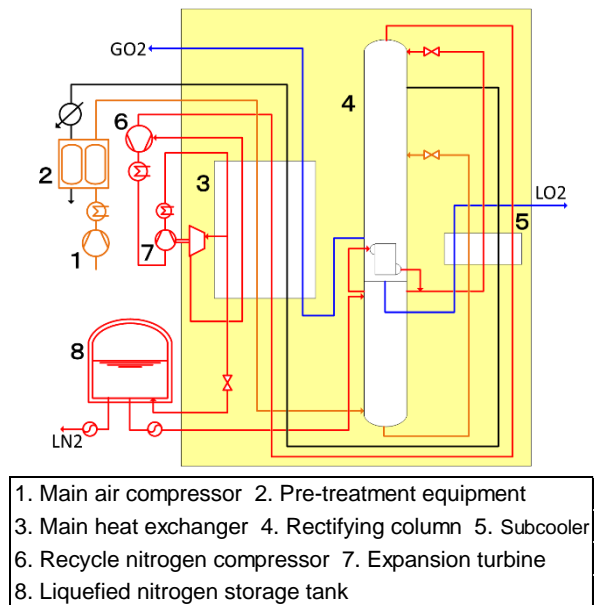 GO2
4
6
2
3
LO2
5
1
7
8
LN2
1. Main air compressor 2. Pre-treatment equipment
3. Main heat exchanger 4. Rectifying column 5. Subcooler
6. Recycle nitrogen compressor 7. Expansion turbine
8. Liquefied nitrogen storage tank